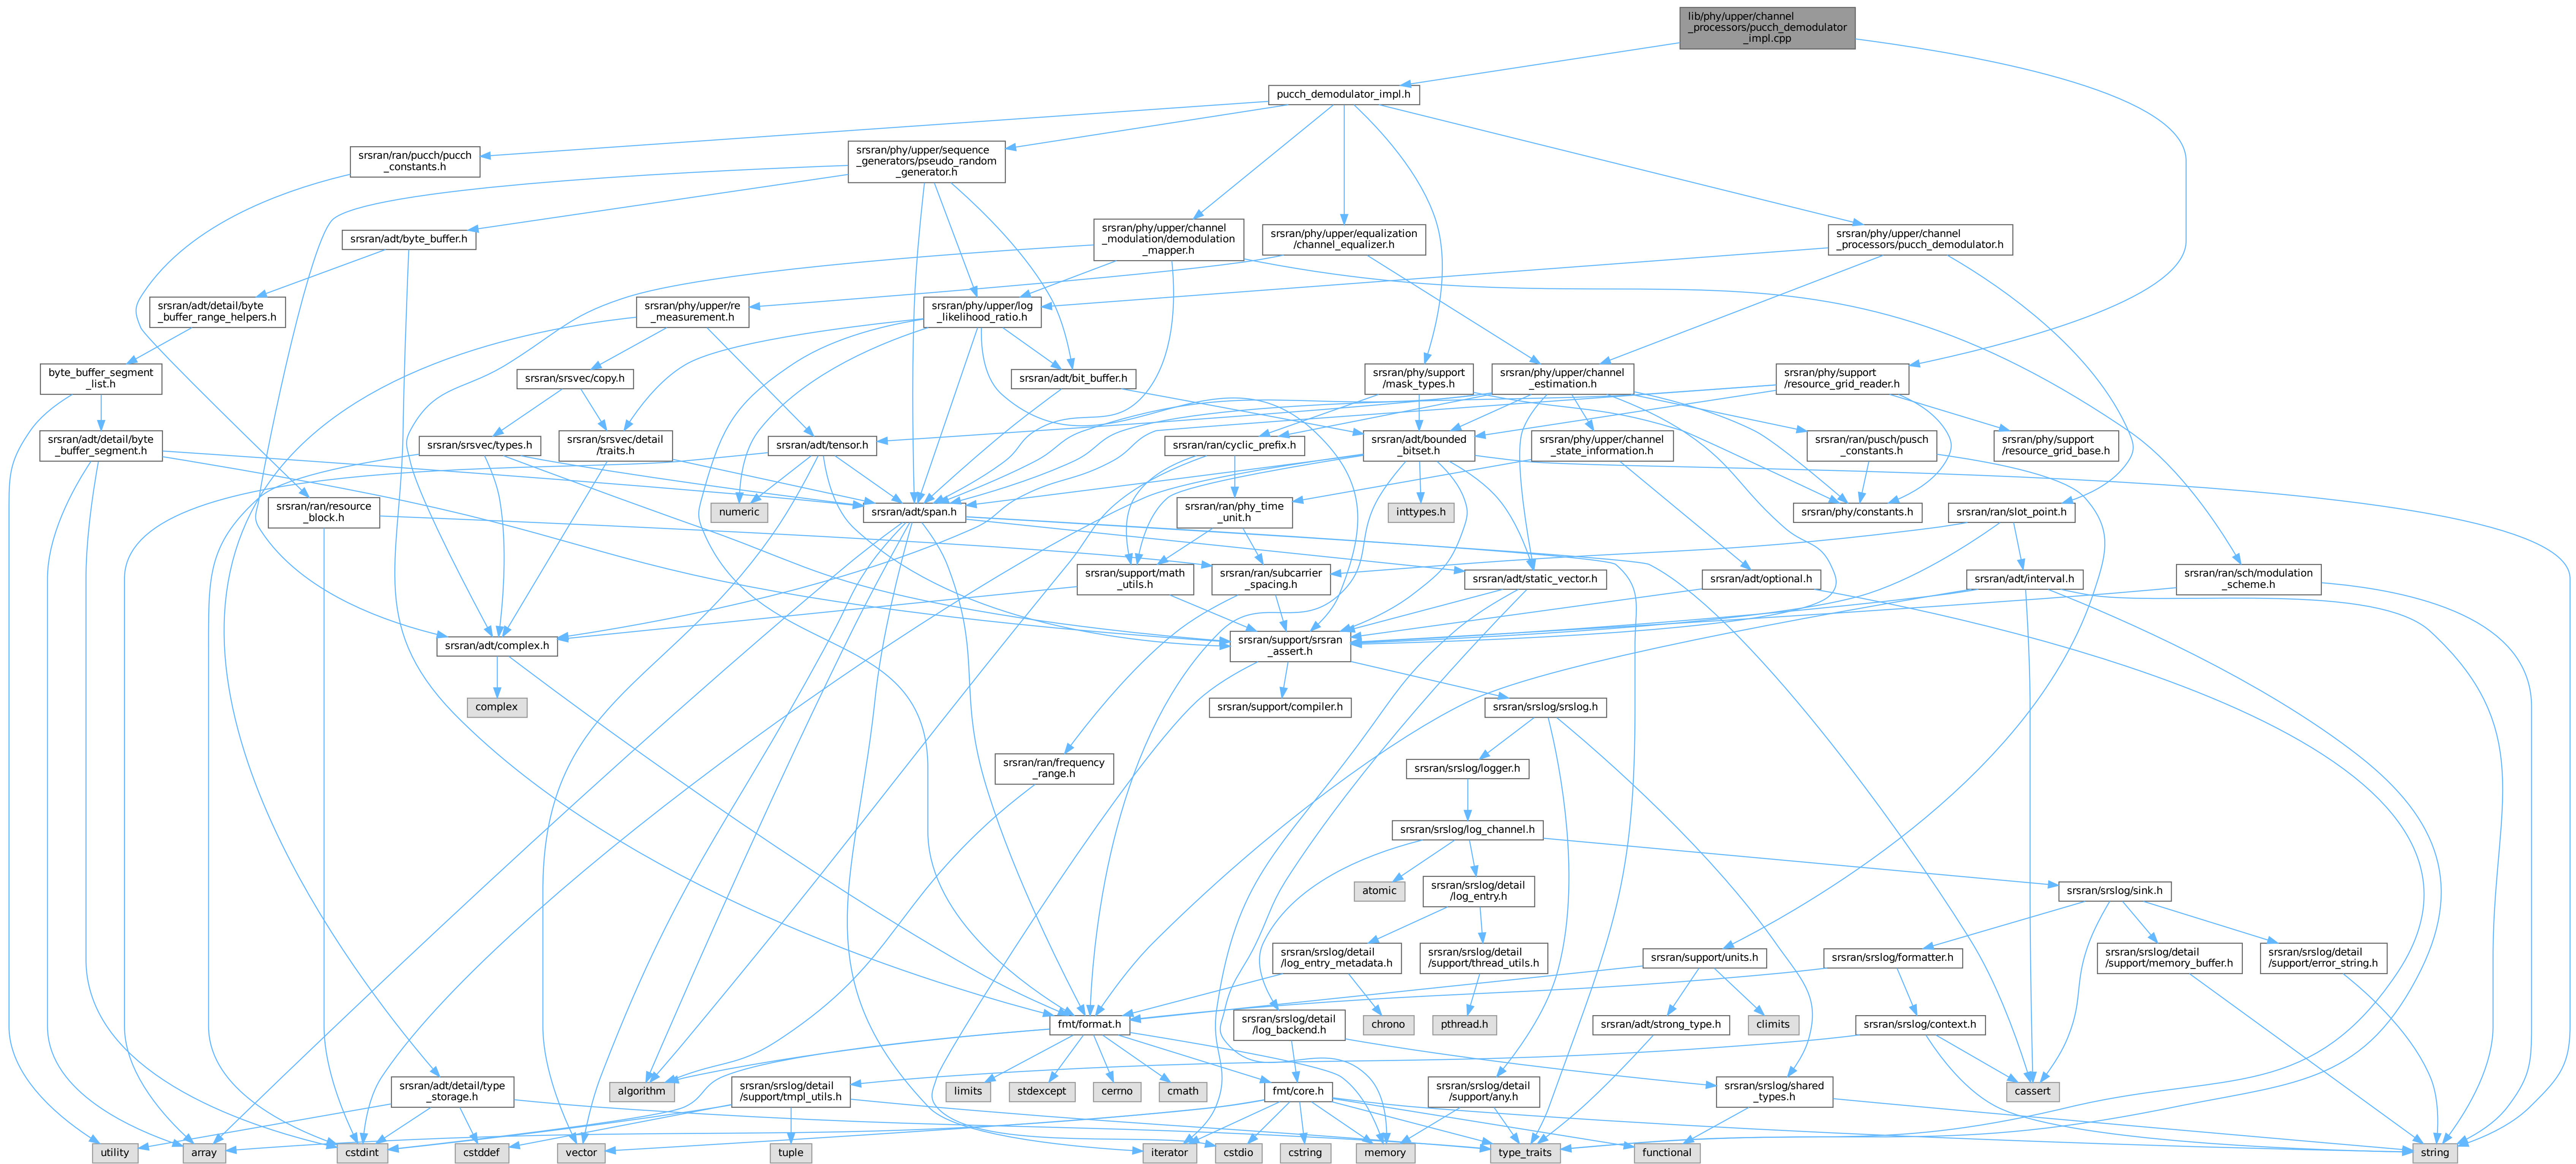 lib/phy/upper/channel
_processors/pucch_demodulator
_impl.cpp
pucch_demodulator_impl.h
srsran/ran/pucch/pucch
_constants.h
srsran/phy/upper/sequence
_generators/pseudo_random
_generator.h
srsran/adt/byte_buffer.h
srsran/phy/upper/channel
_modulation/demodulation
_mapper.h
srsran/phy/upper/equalization
/channel_equalizer.h
srsran/phy/upper/channel
_processors/pucch_demodulator.h
srsran/adt/detail/byte
_buffer_range_helpers.h
srsran/phy/upper/re
_measurement.h
srsran/phy/upper/log
_likelihood_ratio.h
byte_buffer_segment
_list.h
srsran/srsvec/copy.h
srsran/adt/bit_buffer.h
srsran/phy/support
/mask_types.h
srsran/phy/upper/channel
_estimation.h
srsran/phy/support
/resource_grid_reader.h
srsran/adt/detail/byte
_buffer_segment.h
srsran/srsvec/types.h
srsran/srsvec/detail
/traits.h
srsran/adt/tensor.h
srsran/ran/cyclic_prefix.h
srsran/adt/bounded
_bitset.h
srsran/phy/upper/channel
_state_information.h
srsran/ran/pusch/pusch
_constants.h
srsran/phy/support
/resource_grid_base.h
srsran/ran/resource
_block.h
numeric
srsran/adt/span.h
srsran/ran/phy_time
_unit.h
inttypes.h
srsran/phy/constants.h
srsran/ran/slot_point.h
srsran/support/math
_utils.h
srsran/ran/subcarrier
_spacing.h
srsran/adt/static_vector.h
srsran/adt/optional.h
srsran/adt/interval.h
srsran/ran/sch/modulation
_scheme.h
srsran/adt/complex.h
srsran/support/srsran
_assert.h
complex
srsran/support/compiler.h
srsran/srslog/srslog.h
srsran/ran/frequency
_range.h
srsran/srslog/logger.h
srsran/srslog/log_channel.h
atomic
srsran/srslog/detail
/log_entry.h
srsran/srslog/sink.h
srsran/srslog/detail
/log_entry_metadata.h
srsran/srslog/detail
/support/thread_utils.h
srsran/support/units.h
srsran/srslog/formatter.h
srsran/srslog/detail
/support/memory_buffer.h
srsran/srslog/detail
/support/error_string.h
fmt/format.h
srsran/srslog/detail
/log_backend.h
chrono
pthread.h
srsran/adt/strong_type.h
climits
srsran/srslog/context.h
srsran/adt/detail/type
_storage.h
algorithm
srsran/srslog/detail
/support/tmpl_utils.h
limits
stdexcept
cerrno
cmath
fmt/core.h
srsran/srslog/detail
/support/any.h
srsran/srslog/shared
_types.h
cassert
utility
array
cstdint
cstddef
vector
tuple
iterator
cstdio
cstring
memory
type_traits
functional
string